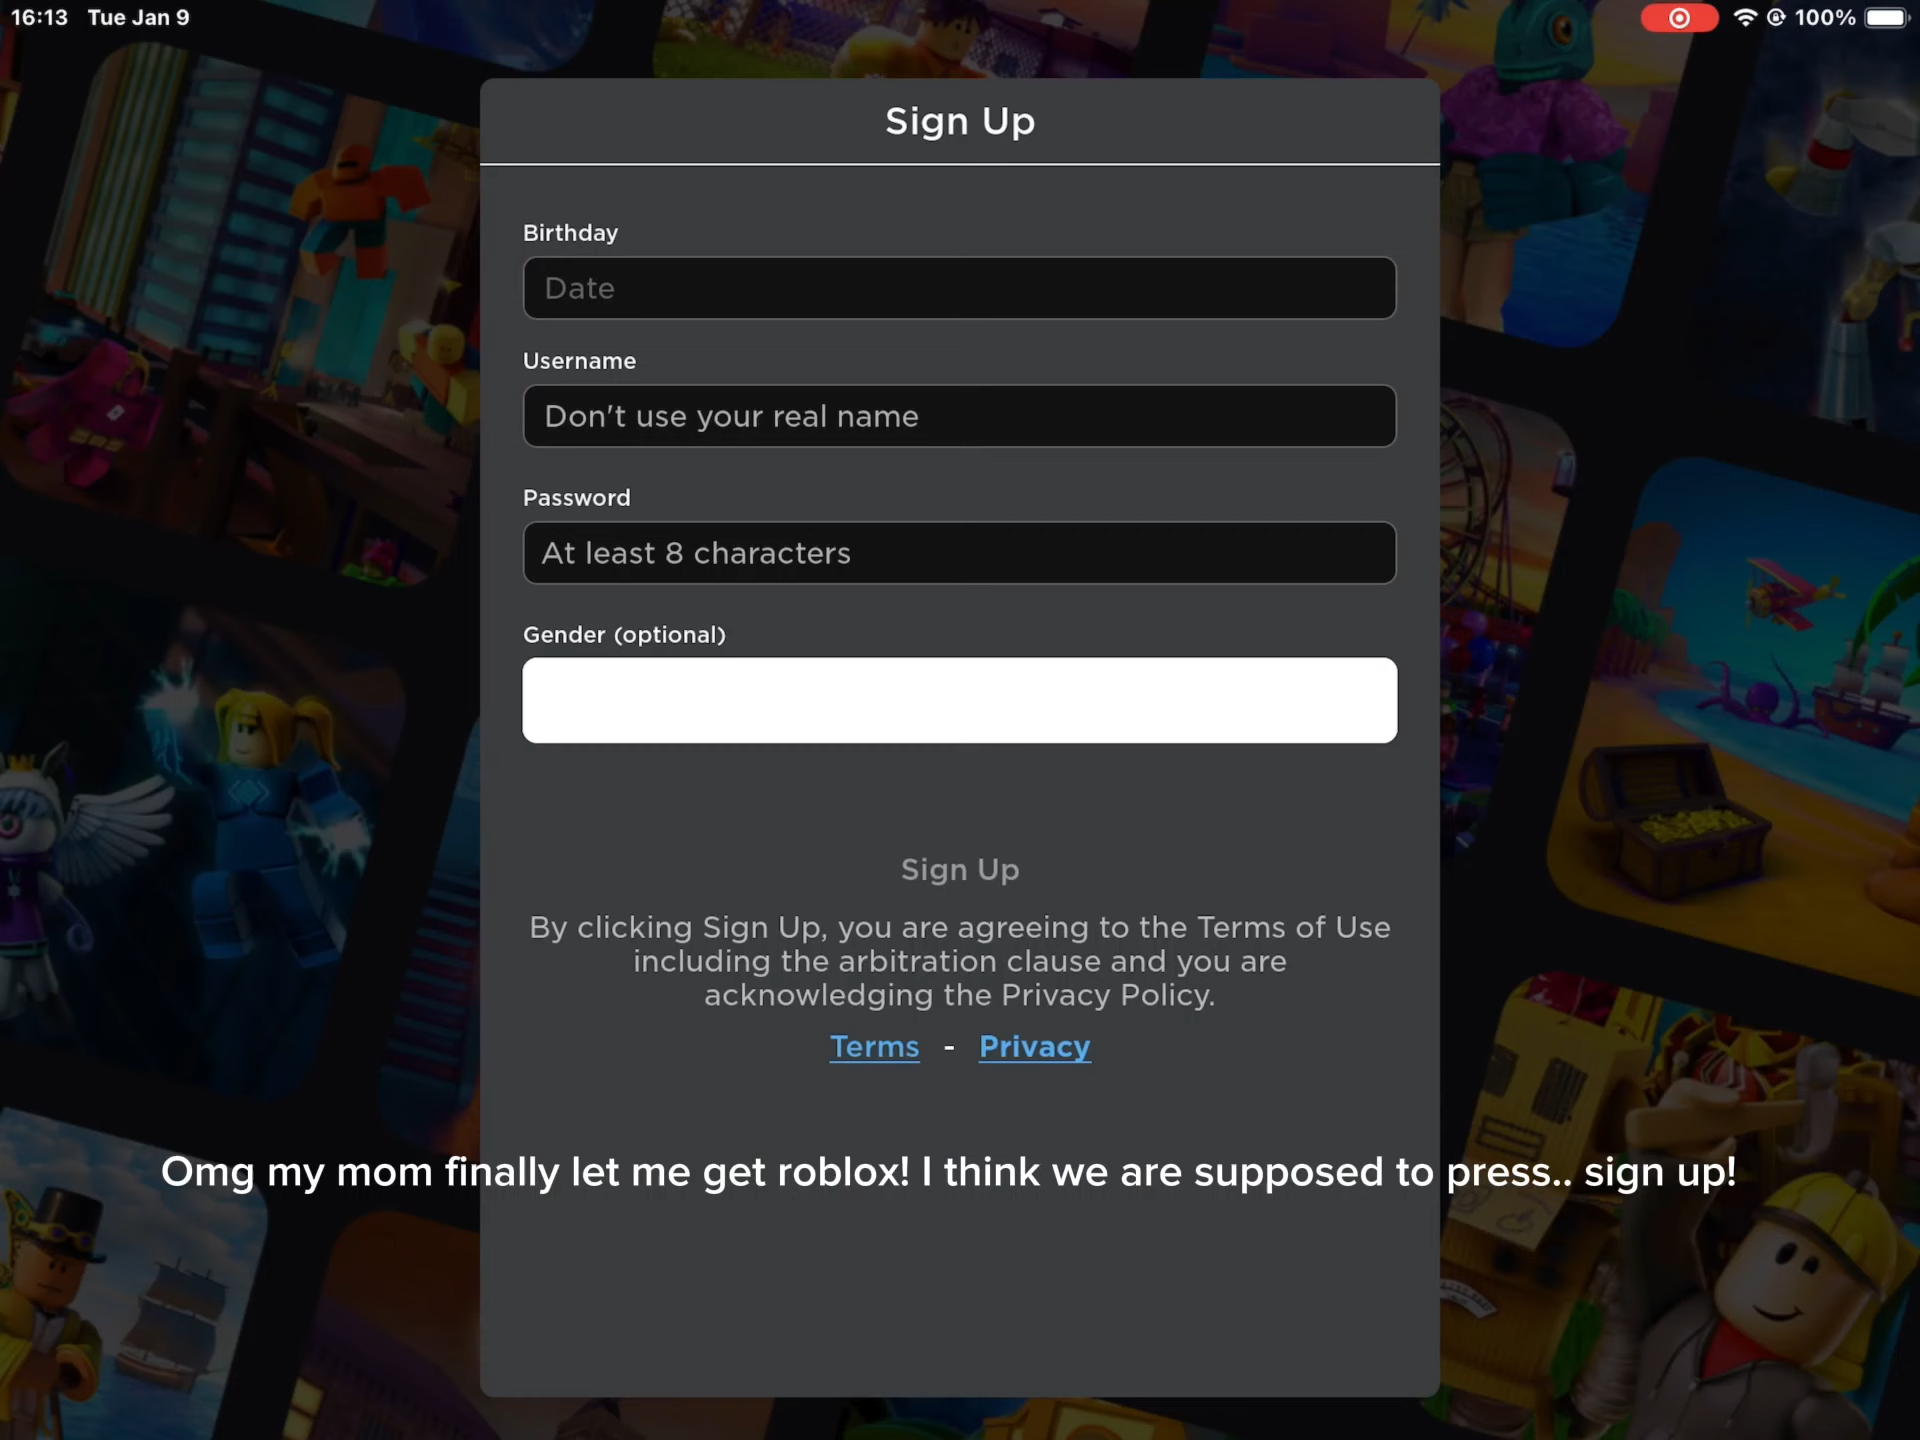 16:13 Tue Jan 9
100%
Sign Up
Birthday
Date
Username
Don't use your real name
Password
At least 8 characters
Gender (optional)
Sign Up
By clicking Sign Up, you are agreeing to the Terms of Use
including the arbitration clause and you are
acknowledging the Privacy Policy.
Terms - Privacy
Omg my mom finally let me get roblox! I think we are supposed to press.. sign up!